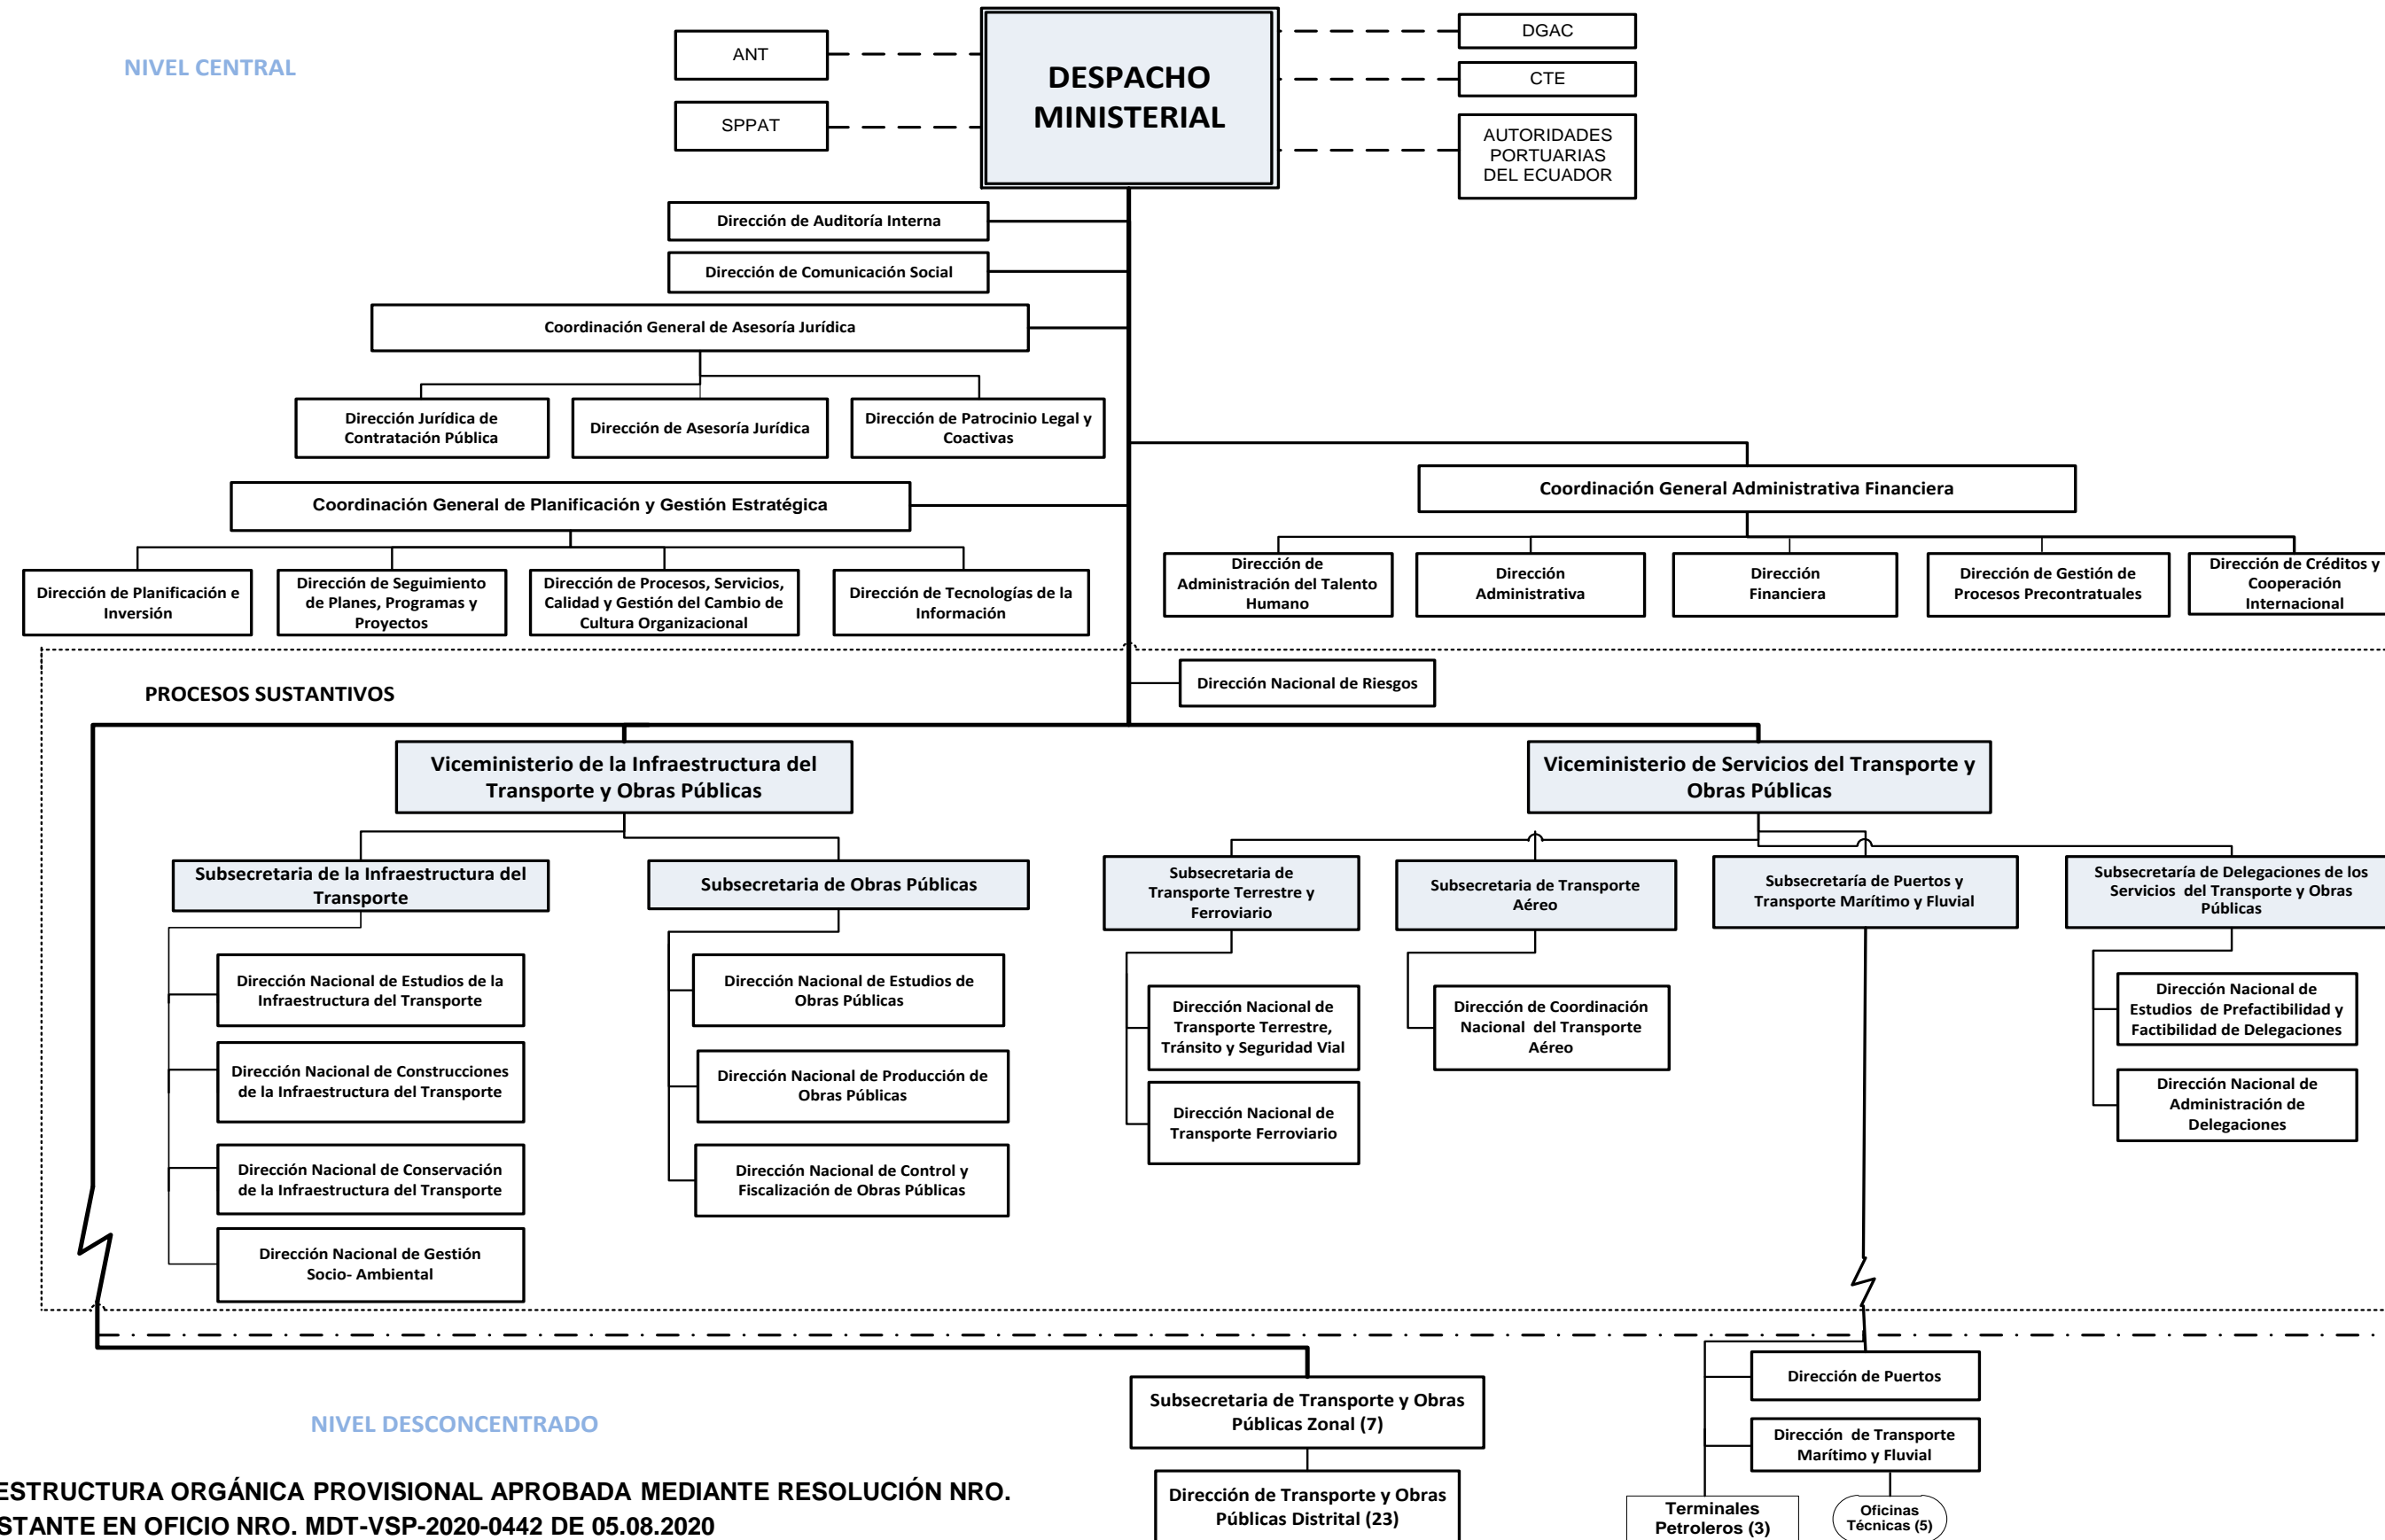 NIVEL CENTRAL
ANT
SPPAT
DESPACHO
MINISTERIAL
DGAC
CTE
AUTORIDADES
PORTUARIAS
DEL ECUADOR
Dirección de Auditoría Interna
Dirección de Comunicación Social
Coordinación General de Asesoría Jurídica
Dirección Jurídica de
Contratación Pública
Dirección de Asesoría Jurídica
Dirección de Patrocinio Legal y
Coactivas
Coordinación General de Planificación y Gestión Estratégica
Coordinación General Administrativa Financiera
Dirección de Planificación e
Inversión
Dirección de Seguimiento
de Planes, Programas y
Proyectos
Dirección de Procesos, Servicios,
Calidad y Gestión del Cambio de
Cultura Organizacional
Dirección de Tecnologías de la
Información
Dirección de
Administración del Talento
Humano
Dirección
Administrativa
Dirección
Financiera
Dirección de Gestión de
Procesos Precontratuales
Dirección de Créditos y
Cooperación
Internacional
PROCESOS SUSTANTIVOS
Dirección Nacional de Riesgos
Viceministerio de la Infraestructura del
Transporte y Obras Públicas
Viceministerio de Servicios del Transporte y
Obras Públicas
Subsecretaria de la Infraestructura del
Transporte
Subsecretaria de Obras Públicas
Subsecretaria de
Transporte Terrestre y
Ferroviario
Subsecretaria de Transporte
Aéreo
Subsecretaría de Puertos y
Transporte Marítimo y Fluvial
Subsecretaría de Delegaciones de los
Servicios del Transporte y Obras
Públicas
Dirección Nacional de Estudios de la
Infraestructura del Transporte
Dirección Nacional de Construcciones
de la Infraestructura del Transporte
Dirección Nacional de Conservación
de la Infraestructura del Transporte
Dirección Nacional de Gestión
Socio- Ambiental
Dirección Nacional de Estudios de
Obras Públicas
Dirección Nacional de Producción de
Obras Públicas
Dirección Nacional de Control y
Fiscalización de Obras Públicas
Dirección Nacional de
Transporte Terrestre,
Tránsito y Seguridad Vial
Dirección Nacional de
Transporte Ferroviario
Dirección de Coordinación
Nacional del Transporte
Aéreo
Dirección Nacional de
Estudios de Prefactibilidad y
Factibilidad de Delegaciones
Dirección Nacional de
Administración de
Delegaciones
NIVEL DESCONCENTRADO
Subsecretaria de Transporte y Obras
Públicas Zonal (7)
Dirección de Transporte y Obras
Públicas Distrital (23)
Dirección de Puertos
Dirección de Transporte
Marítimo y Fluvial
Terminales
Petroleros (3)
Oficinas
Técnicas (5)
ESTRUCTURA ORGÁNICA PROVISIONAL APROBADA MEDIANTE RESOLUCIÓN NRO.
STANTE EN OFICIO NRO. MDT-VSP-2020-0442 DE 05.08.2020